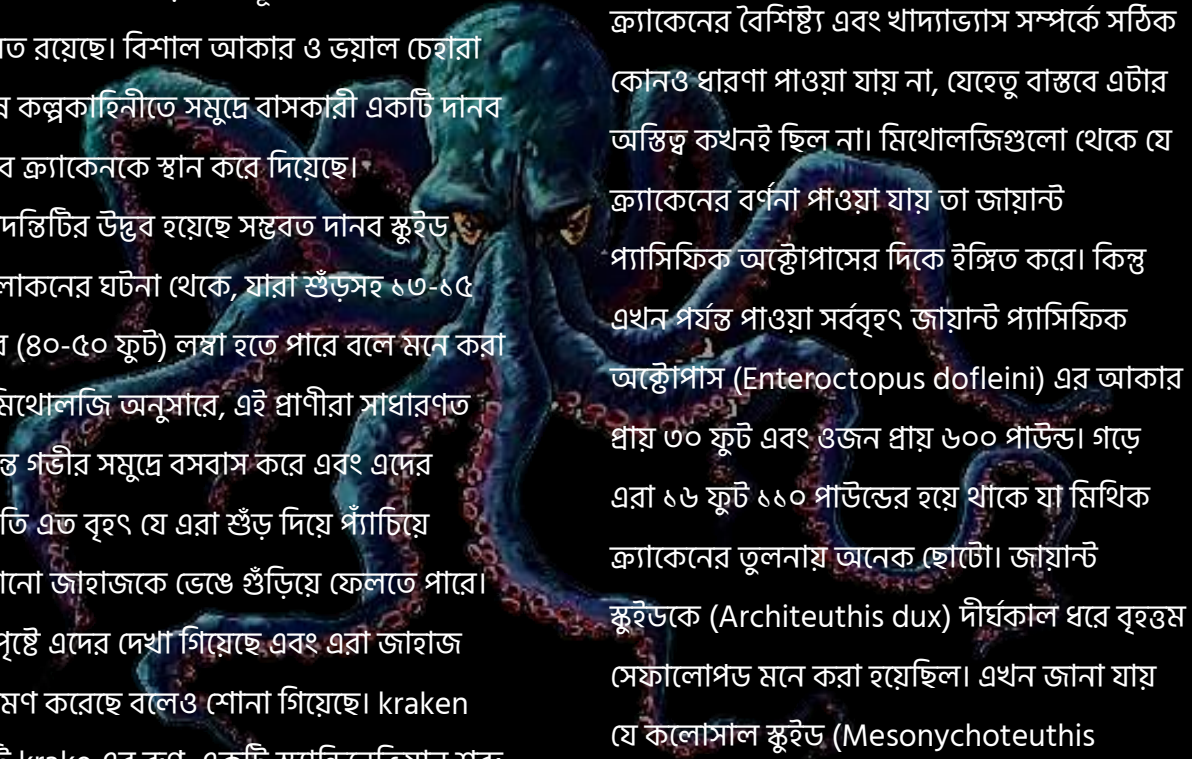 রয়েছে। বিশাল আকার ও ভয়াল চেহারা
কল্পকাহিনীতে সমুদ্রে বাসকারী একটি দানব
ক্র্যাকেনকে স্থান করে দিয়েছে।
উদ্ভব হয়েছে সম্ভবত দানব স্কুইড
ঘটনা থেকে, যারা শুঁড়সহ ১৩-১৫
(৪০-৫০ ফুট) লম্বা হতে পারে বলে মনে করা
মিথোলজি অনুসারে, এই প্রাণীরা সাধারণত
গভীর সমুদ্রে বসবাস করে এবং এদের
এত বৃহৎ যে এরা শুঁড় দিয়ে প্যাঁচিয়ে
জাহাজকে ভেঙে গুঁড়িয়ে ফেলতে পারে।
এদের দেখা গিয়েছে এবং এরা জাহাজ
করেছে বলেও শোনা গিয়েছে। kraken
ক্র্যাকেনের বৈশিষ্ট্য এবং খাদ্যাভ্যাস সম্পর্কে সঠিক
কোনও ধারণা পাওয়া যায় না, যেহেতু বাস্তবে এটার
অস্তিত্ব কখনই ছিল না। মিথোলজিগুলো থেকে যে
ক্র্যাকেনের বর্ণনা পাওয়া যায় তা জায়ান্ট
প্যাসিফিক অক্টোপাসের দিকে ইঙ্গিত করে। কিন্তু
এখন পর্যন্ত পাওয়া সর্ববৃহৎ জায়ান্ট প্যাসিফিক
অক্টোপাস (Enteroctopus dofleini) এর আকার
প্রায় ৩০ ফুট এবং ওজন প্রায় ৬০০ পাউন্ড। গড়ে
এরা ১৬ ফুট ১১০ পাউন্ডের হয়ে থাকে যা মিথিক
ক্র্যাকেনের তুলনায় অনেক ছোটো। জায়ান্ট
স্কুইডকে (Architeuthis dux) দীর্ঘকাল ধরে বৃহত্তম
সেফালোপড মনে করা হয়েছিল। এখন জানা যায়
যে কলোসাল স্কুইড (Mesonychoteuthis